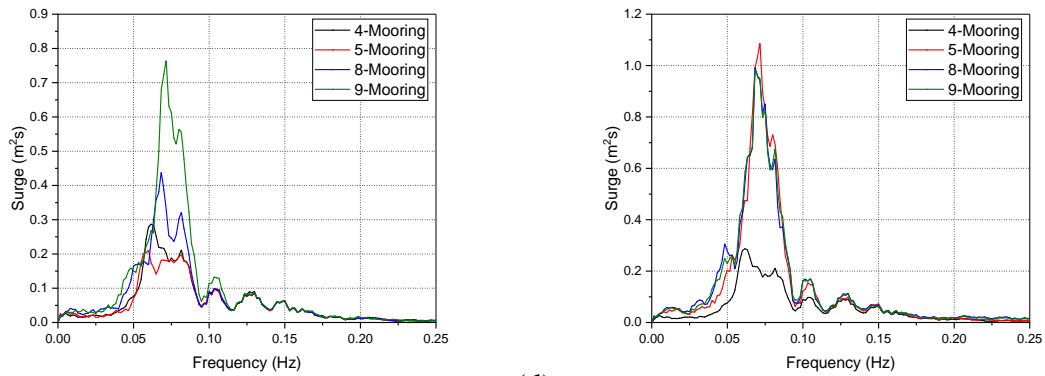 0.9
0.8
0.7
0.6
0.5
0.4
0.3
0.2
0.1
0.0
Surge (m²s)
0.00 0.05 0.10 0.15 0.20 0.25
Frequency (Hz)
4-Mooring
5-Mooring
8-Mooring
9-Mooring
1.2
1.0
0.8
0.6
0.4
0.2
0.0
Surge (m²s)
0.00 0.05 0.10 0.15 0.20 0.25
Frequency (Hz)
4-Mooring
5-Mooring
8-Mooring
9-Mooring